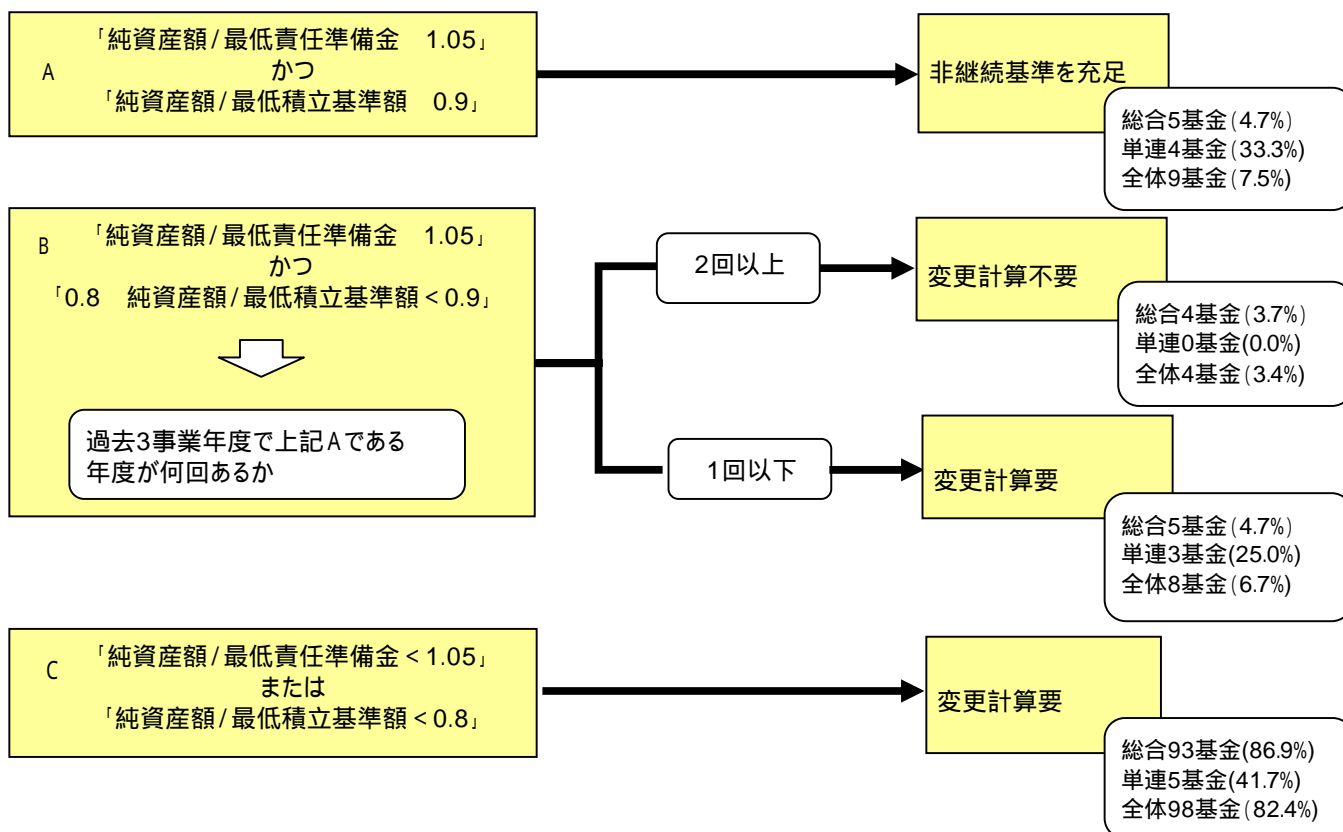 A
「純資産額/最低責任準備金　1.05」
かつ
「純資産額/最低積立基準額　0.9」
非継続基準を充足
総合5基金(4.7%)
単連4基金(33.3%)
全体9基金(7.5%)
B
「純資産額/最低責任準備金　1.05」
かつ
「0.8　純資産額/最低積立基準額<0.9」
過去3事業年度で上記Aである
年度が何回あるか
2回以上
変更計算不要
総合4基金(3.7%)
単連0基金(0.0%)
全体4基金(3.4%)
1回以下
変更計算要
総合5基金(4.7%)
単連3基金(25.0%)
全体8基金(6.7%)
C
「純資産額/最低責任準備金<1.05」
または
「純資産額/最低積立基準額<0.8」
変更計算要
総合93基金(86.9%)
単連5基金(41.7%)
全体98基金(82.4%)